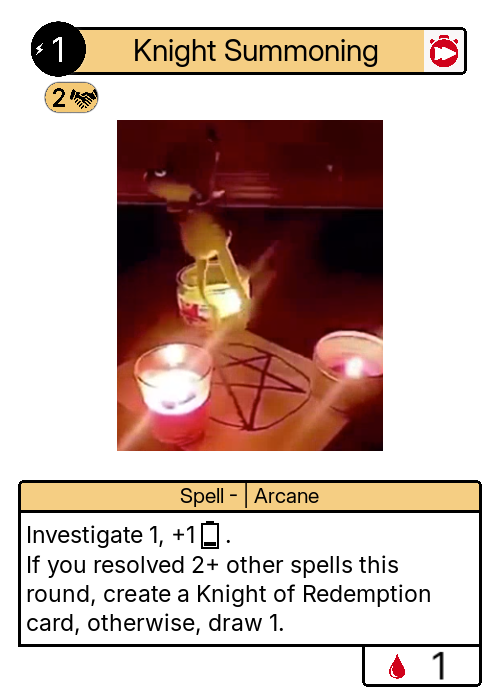 1
Knight Summoning
2
Spell - | Arcane
Investigate 1, +1 .
If you resolved 2+ other spells this
round, create a Knight of Redemption
card, otherwise, draw 1.
1